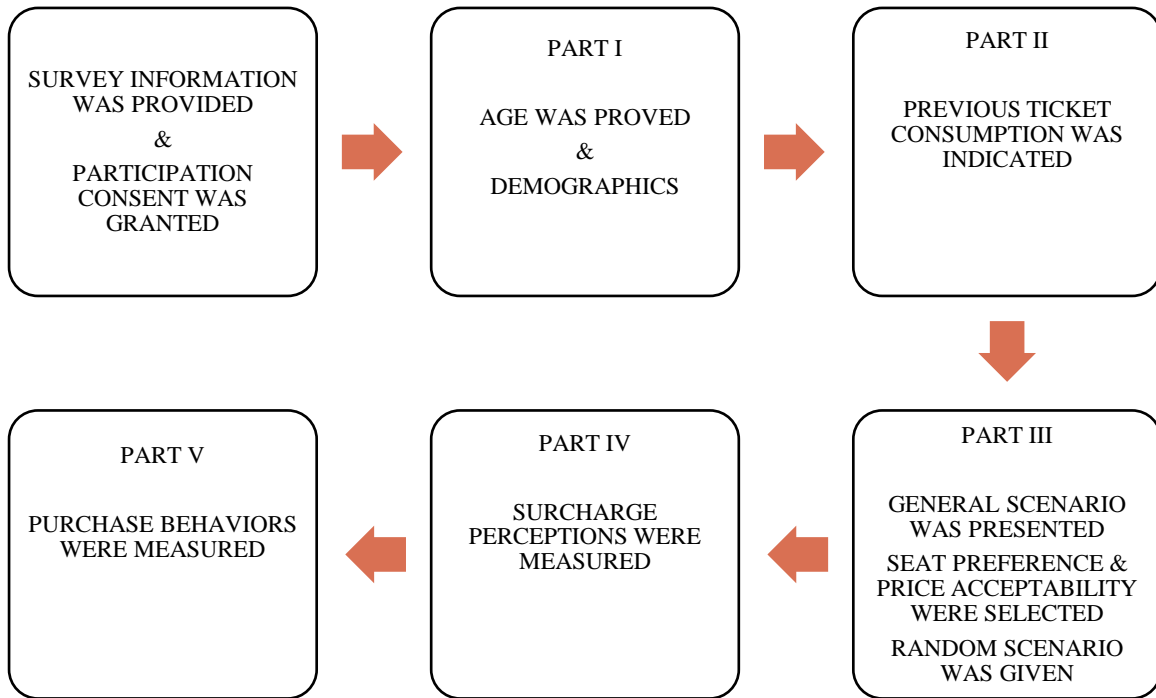 SURVEY INFORMATION
WAS PROVIDED
&
PARTICIPATION
CONSENT WAS
GRANTED
PART I
AGE WAS PROVED
&
DEMOGRAPHICS
PART II
PREVIOUS TICKET
CONSUMPTION WAS
INDICATED
PART III
GENERAL SCENARIO
WAS PRESENTED
SEAT PREFERENCE &
PRICE ACCEPTABILITY
WERE SELECTED
RANDOM SCENARIO
WAS GIVEN
PART IV
SURCHARGE
PERCEPTIONS WERE
MEASURED
PART V
PURCHASE BEHAVIORS
WERE MEASURED